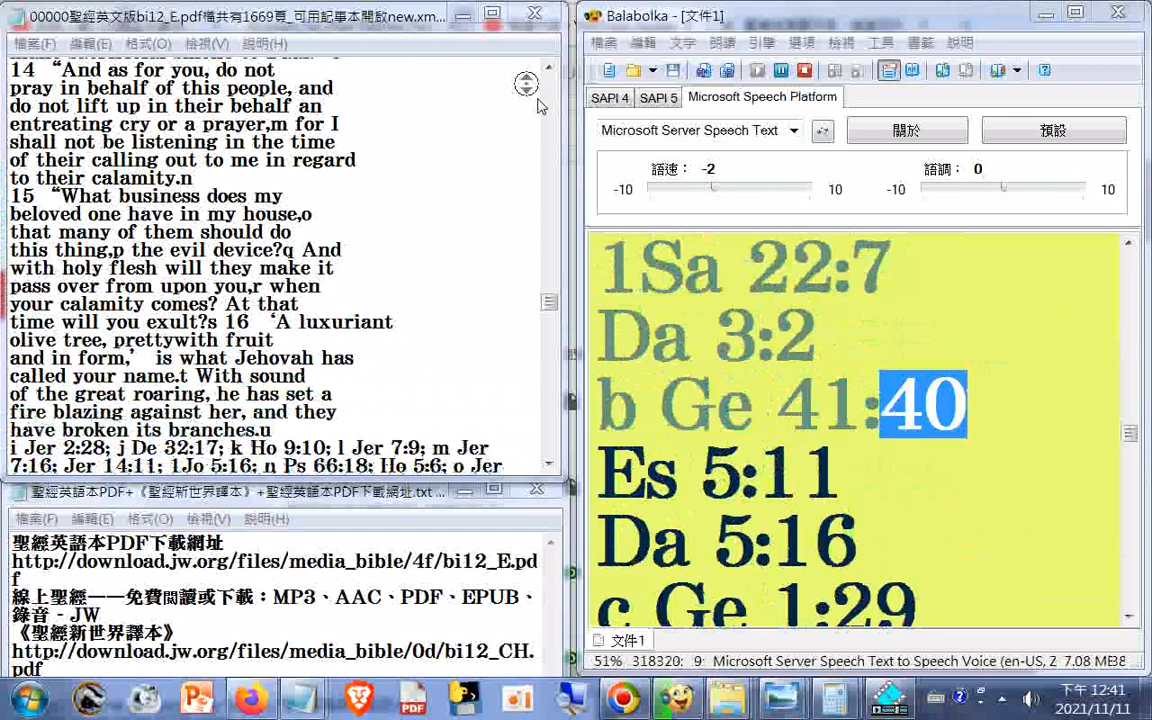 00000聖經英文版bi12_E.pdf檔共有1669頁_可用記事本開啟new.xm...
檔案(F) 編輯(E) 格式(O) 檢視(V) 說明(H)
14 “And as for you, do not
pray in behalf of this people, and
do not lift up in their behalf an
entreating cry or a prayer,m for I
shall not be listening in the time
of their calling out to me in regard
to their calamity.n
15 “What business does my
beloved one have in my house,o
that many of them should do
this thing,p the evil device?q And
with holy flesh will they make it
pass over from upon you,r when
your calamity comes? At that
time will you exult?s 16 ‘A luxuriant
olive tree, prettywith fruit
and in form,’ is what Jehovah has
called your name.t With sound
of the great roaring, he has set a
fire blazing against her, and they
have broken its branches.u
i Jer 2:28; j De 32:17; k Ho 9:10; l Jer 7:9; m Jer
7:16; Jer 14:11; 1Jo 5:16; n Ps 66:18; Ho 5:6; o Jer
聖經英語本PDF+《聖經新世界譯本》+聖經英語本PDF下載網址.txt ...
檔案(F) 編輯(E) 格式(O) 檢視(V) 說明(H)
聖經英語本PDF下載網址
http://download.jw.org/files/media_bible/4f/bi12_E.pd
f
線上聖經——免費閱讀或下載：MP3、AAC、PDF、EPUB、
錄音 - JW
《聖經新世界譯本》
http://download.jw.org/files/media_bible/0d/bi12_CH.
pdf
Balabolka - [文件1]
檔案 編輯 文字 朗讀 引擎 選項 檢視 工具 書籤 說明
SAPI 4 SAPI 5 Microsoft Speech Platform
Microsoft Server Speech Text 關於 預設
語速： -2 語調： 0
-10 10 -10 10
1Sa 22:7
Da 3:2
b Ge 41:40
Es 5:11
Da 5:16
c Ge 1:29
文件1
51% 318320: 9: Microsoft Server Speech Text to Speech Voice (en-US, 2 7.08 MB
下午 12:41
2021/11/11